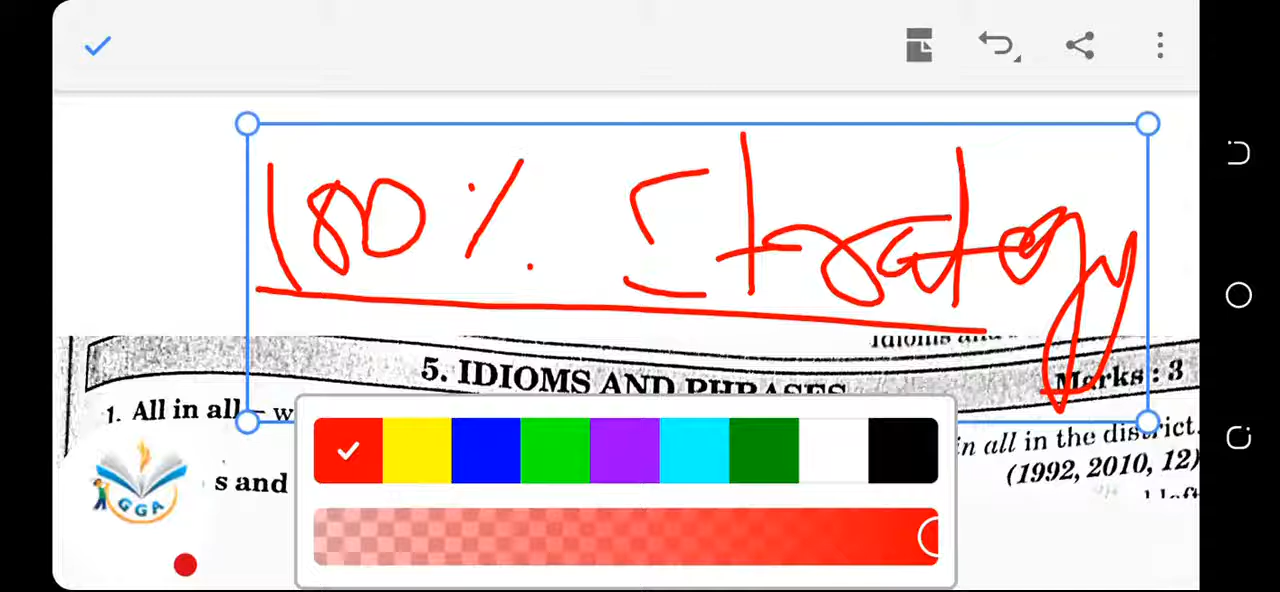 100% Strategy
5. IDIOMS AND PHRASES
Marks : 3
1. All in all – w
in all in the district.
s and
(1992, 2010, 12)
GGA